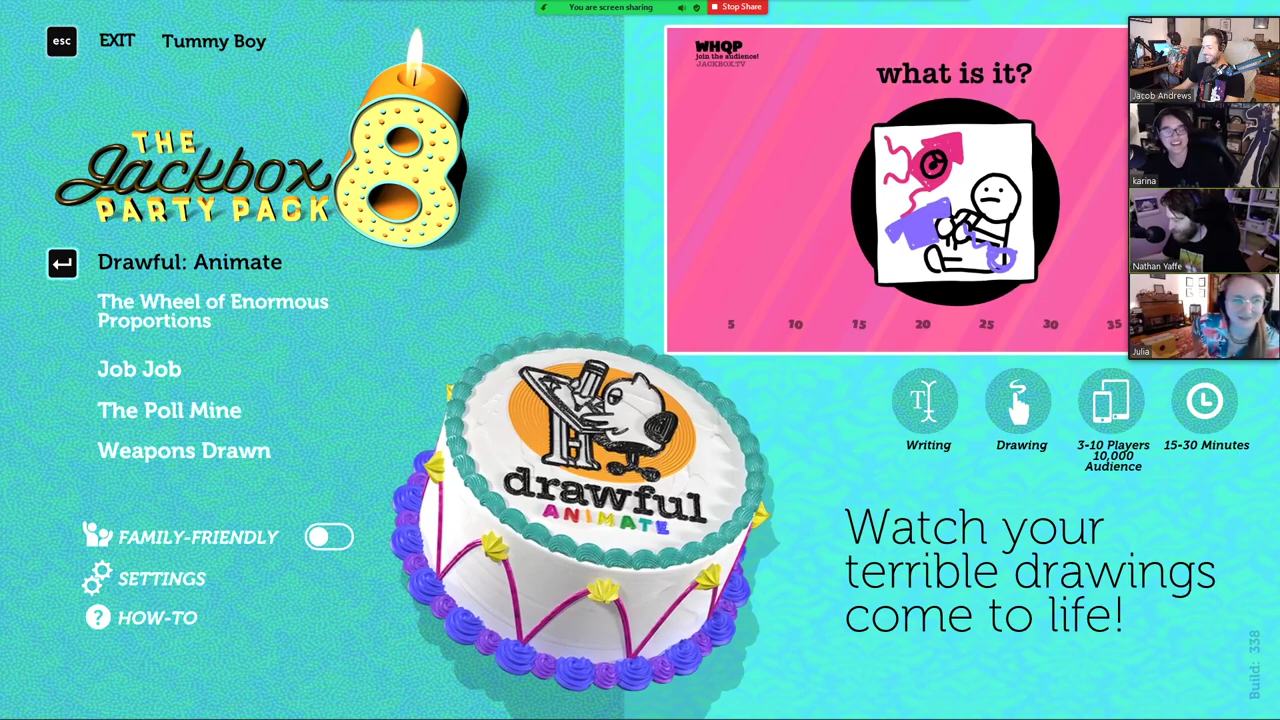 You are screen sharing
Stop Share
esc
EXIT
Tummy Boy
THE
Jackbox
PARTY PACK
8
Drawful: Animate
The Wheel of Enormous
Proportions
Job Job
The Poll Mine
Weapons Drawn
FAMILY-FRIENDLY
SETTINGS
? HOW-TO
drawful
ANIMATE
WHQP
join the audience!
JACKBOX.TV
what is it?
5 10 15 20 25 30 35
Jacob Andrews
karina
Nathan Yaffe
Julia
T
Writing
Drawing
3-10 Players
10,000
Audience
15-30 Minutes
Watch your
terrible drawings
come to life!
Build: 338